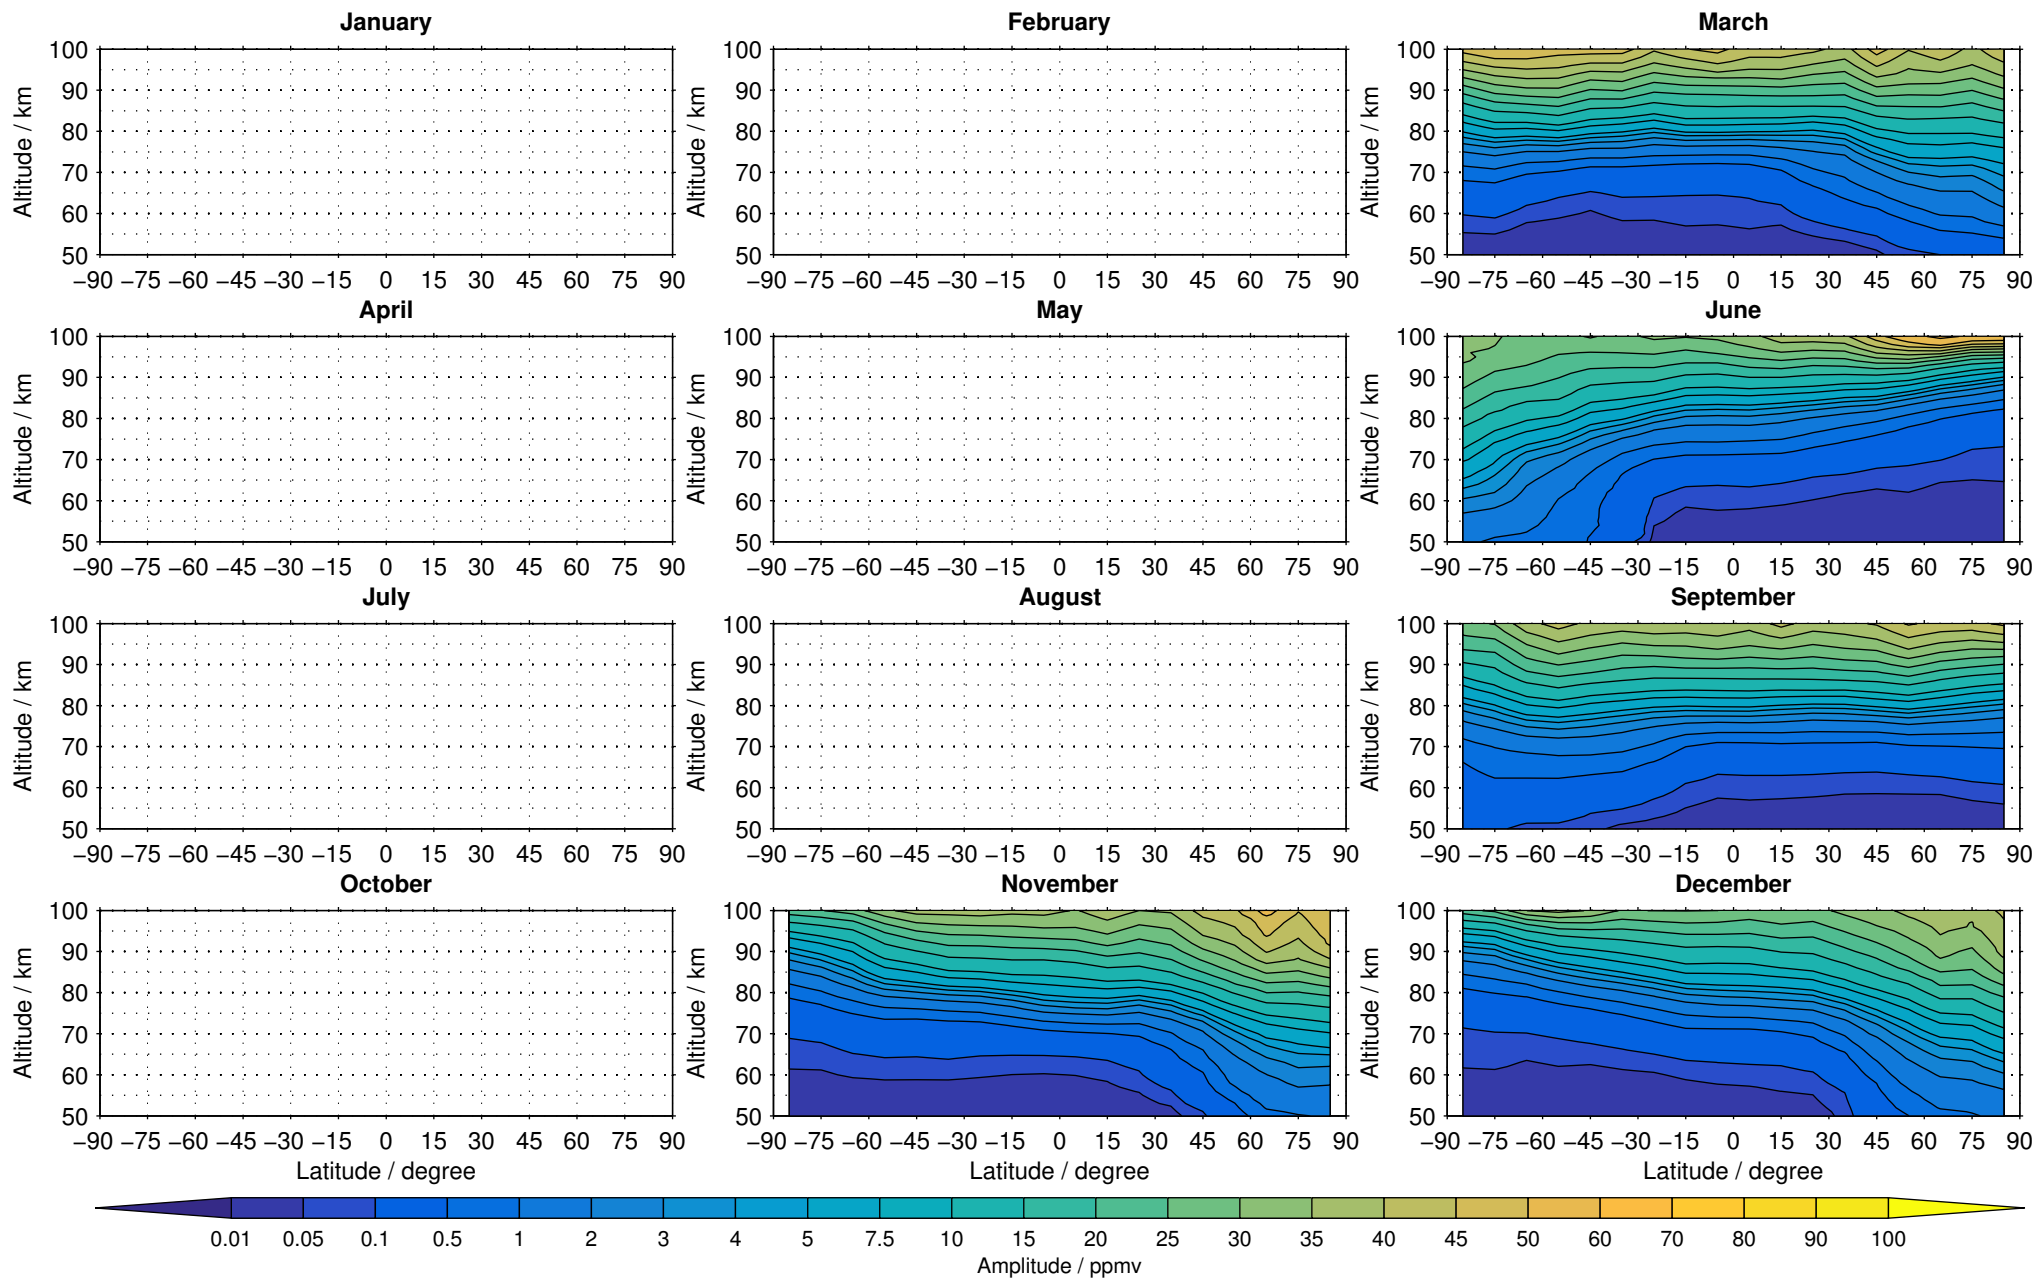 January February March
100 100 100
90 90 90
80 80 80
70 70 70
60 60 60
50 50 50
Altitude / km Altitude / km Altitude / km
−90 −75 −60 −45 −30 −15 0 15 30 45 60 75 90 −90 −75 −60 −45 −30 −15 0 15 30 45 60 75 90 −90 −75 −60 −45 −30 −15 0 15 30 45 60 75 90
April May June
100 100 100
90 90 90
80 80 80
70 70 70
60 60 60
50 50 50
Altitude / km Altitude / km Altitude / km
−90 −75 −60 −45 −30 −15 0 15 30 45 60 75 90 −90 −75 −60 −45 −30 −15 0 15 30 45 60 75 90 −90 −75 −60 −45 −30 −15 0 15 30 45 60 75 90
July August September
100 100 100
90 90 90
80 80 80
70 70 70
60 60 60
50 50 50
Altitude / km Altitude / km Altitude / km
−90 −75 −60 −45 −30 −15 0 15 30 45 60 75 90 −90 −75 −60 −45 −30 −15 0 15 30 45 60 75 90 −90 −75 −60 −45 −30 −15 0 15 30 45 60 75 90
October November December
100 100 100
90 90 90
80 80 80
70 70 70
60 60 60
50 50 50
Altitude / km Altitude / km Altitude / km
−90 −75 −60 −45 −30 −15 0 15 30 45 60 75 90 −90 −75 −60 −45 −30 −15 0 15 30 45 60 75 90 −90 −75 −60 −45 −30 −15 0 15 30 45 60 75 90
Latitude / degree Latitude / degree Latitude / degree
0.01 0.05 0.1 0.5 1 2 3 4 5 7.5 10 15 20 25 30 35 40 45 50 60 70 80 90 100
Amplitude / ppmv